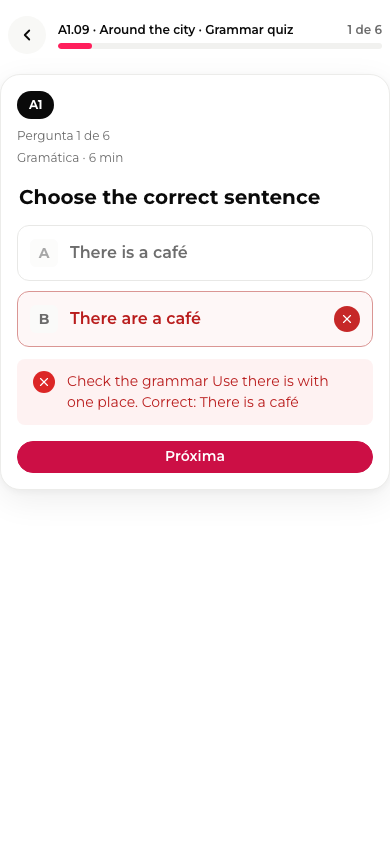 A1.09 · Around the city · Grammar quiz
1 de 6
A1
Pergunta 1 de 6
Gramática · 6 min
Choose the correct sentence
A There is a café
B There are a café
Check the grammar Use there is with
one place. Correct: There is a café
Próxima